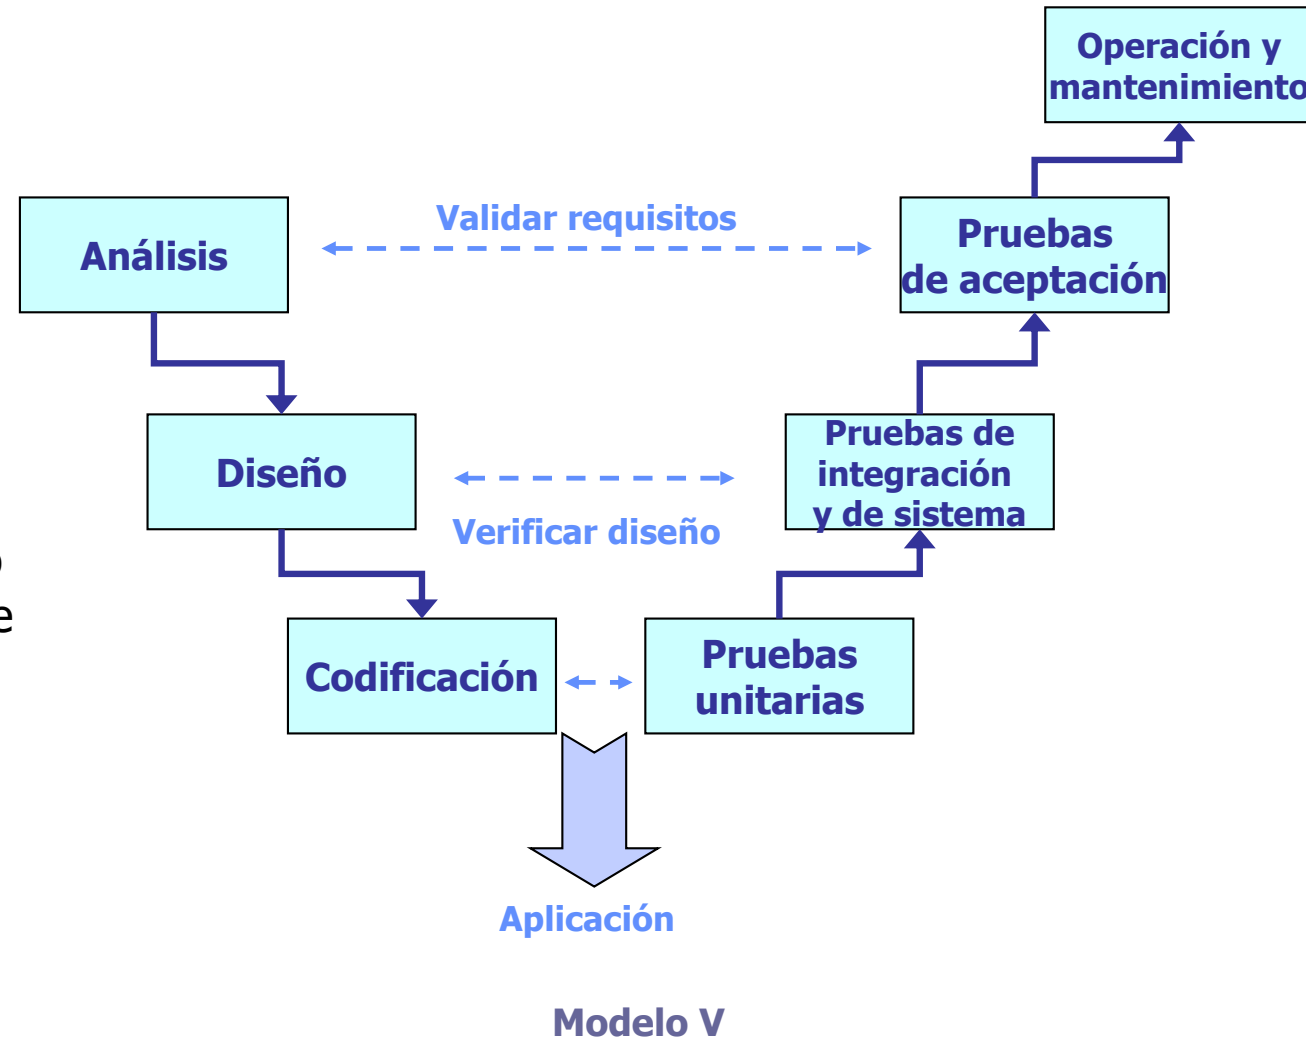 Operación y
mantenimiento
Validar requisitos
Análisis
Pruebas
de aceptación
Diseño
Verificar diseño
Pruebas de
integración
y de sistema
Codificación
Pruebas
unitarias
Aplicación
Modelo V